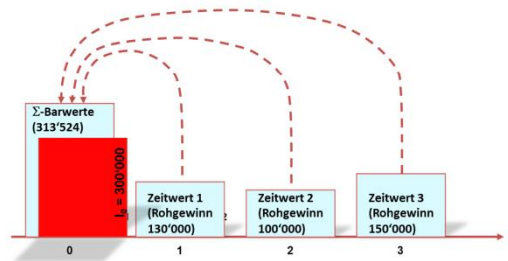 Σ-Barwerte
(313'524)
I₀ = 300'000
Zeitwert 1
(Rohgewinn
130'000)
2
Zeitwert 2
(Rohgewinn
100'000)
Zeitwert 3
(Rohgewinn
150'000)
0 1 2 3